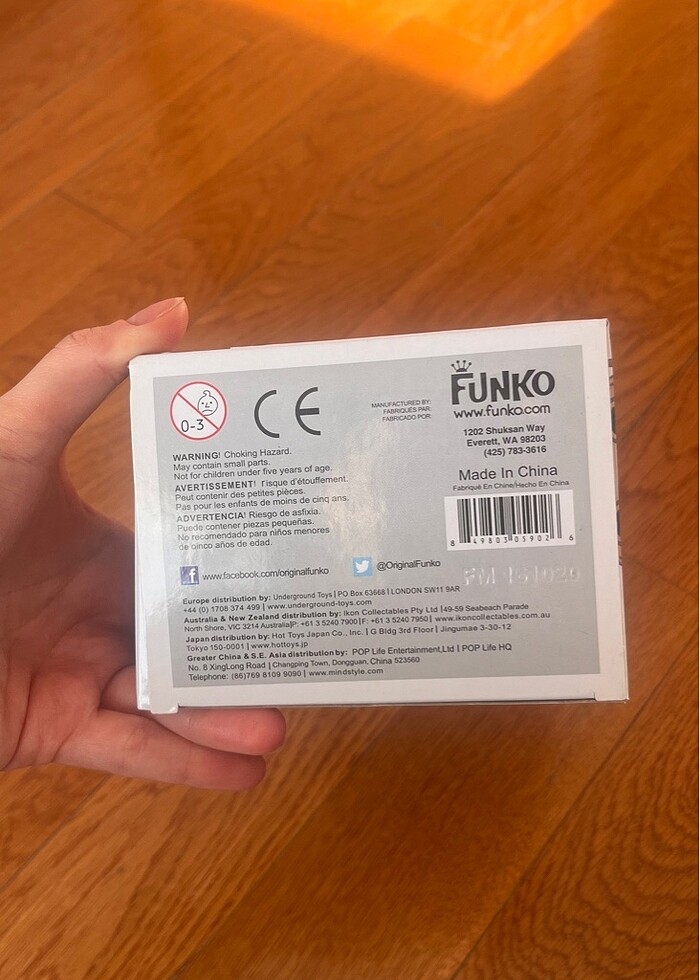 0-3
CE
MANUFACTURED BY:
FABRIQUÉS PAR:
FABRICADO POR:
FUNKO
www.funko.com
1202 Shuksan Way
Everett, WA 98203
(425) 783-3616
Made In China
Fabriqué En Chine/Hecho En China
8 49803 05902 6
WARNING! Choking Hazard.
May contain small parts.
Not for children under five years of age.
AVERTISSEMENT! risque d'étouffement.
Peut contenir des petites pièces.
Pas pour les enfants de moins de cinq ans.
ADVERTENCIA! Riesgo de asfixia.
Puede contener piezas pequeñas.
No recomendado para niños menores
de cinco años de edad.
f www.facebook.com/originalfunko
@OriginalFunko
FM 151020
Europe distribution by: Underground Toys | PO Box 63668 | LONDON SW11 9AR
+44 (0) 1708 374 499 | www.underground-toys.com
Australia & New Zealand distribution by: Ikon Collectables Pty Ltd |49-59 Seabeach Parade
North Shore, VIC 3214 Australia|P: +61 3 5240 7900|F: +61 3 5240 7950| www.ikoncollectables.com.au
Japan distribution by: Hot Toys Japan Co., Inc. | G Bldg 3rd Floor | Jingumae 3-30-12
Tokyo 150-0001 | www.hottoys.jp
Greater China & S.E. Asia distribution by: POP Life Entertainment,Ltd | POP Life HQ
No. 8 XingLong Road | Changping Town, Dongguan, China 523560
Telephone: (86)769 8109 9090 | www.mindstyle.com